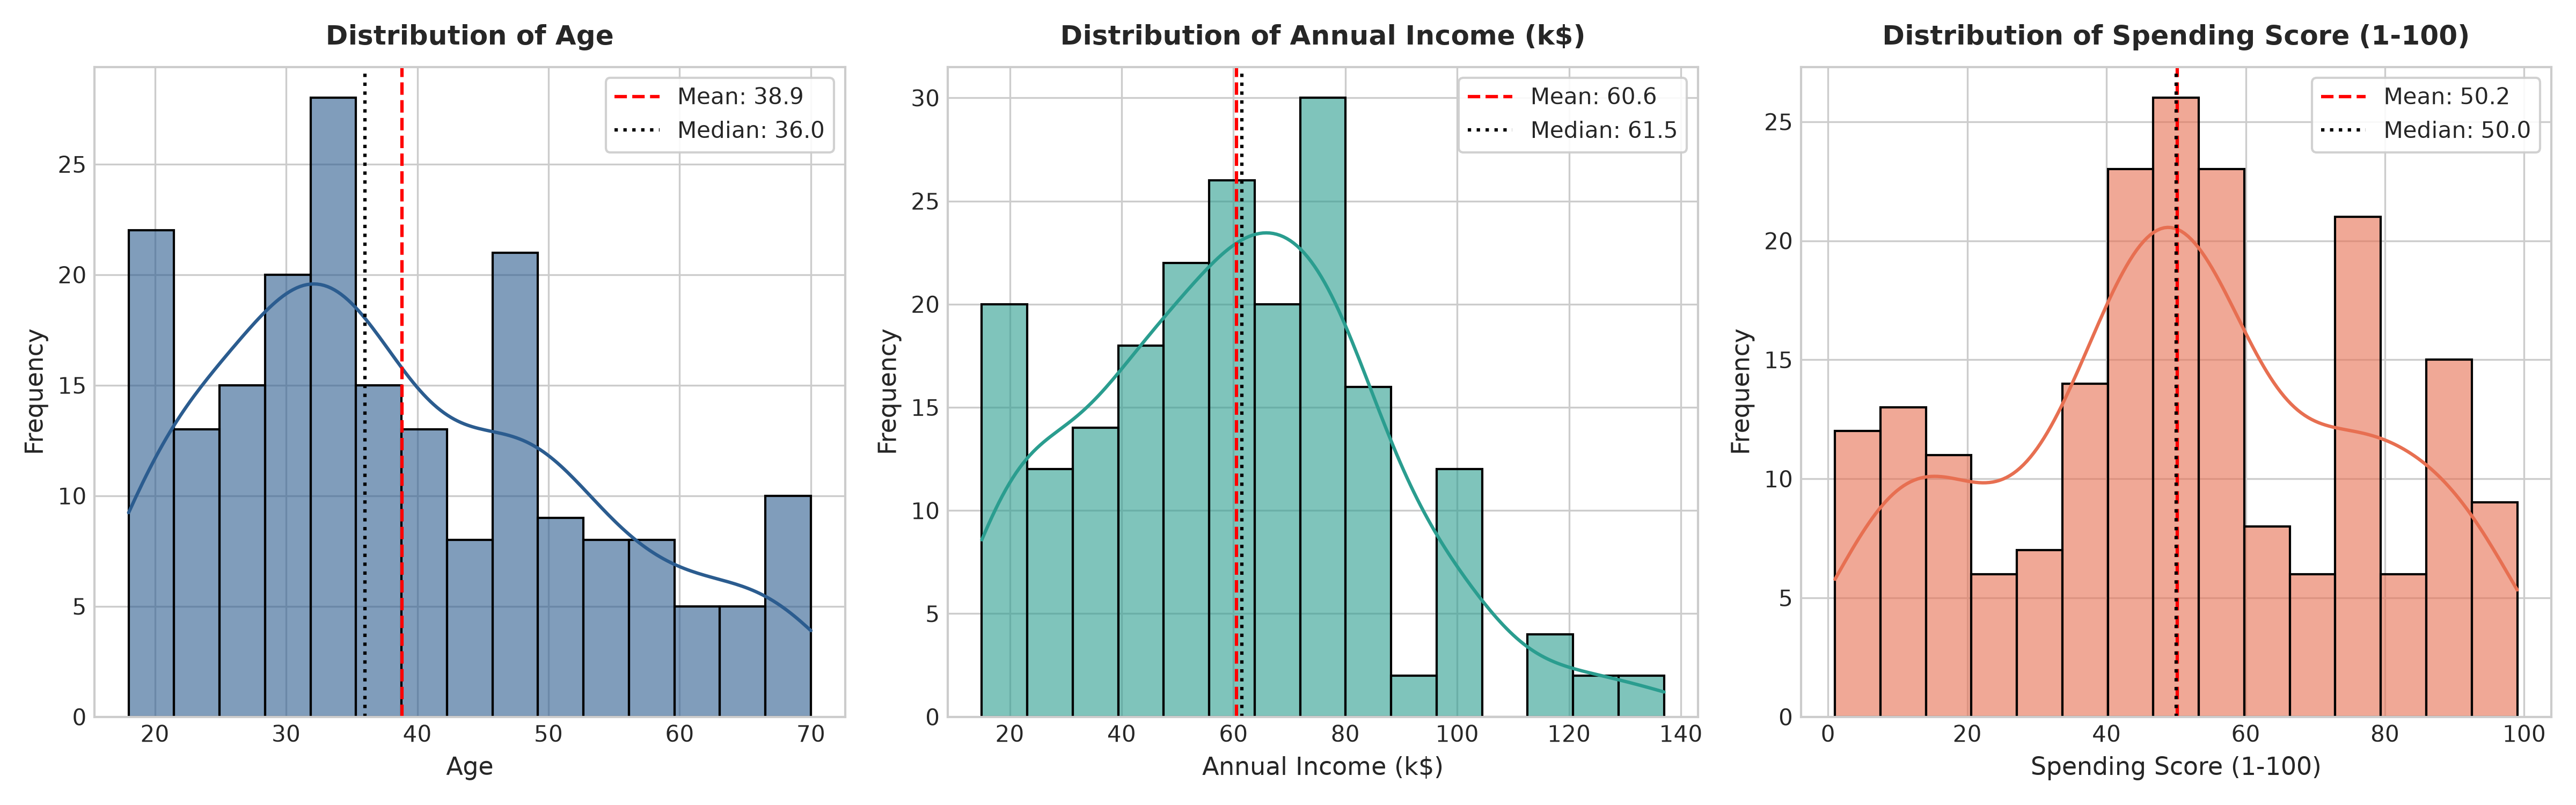 Distribution of Age
Mean: 38.9
Median: 36.0
Frequency
25
20
15
10
5
0
20 30 40 50 60 70
Age
Distribution of Annual Income (k$)
Mean: 60.6
Median: 61.5
Frequency
30
25
20
15
10
5
0
20 40 60 80 100 120 140
Annual Income (k$)
Distribution of Spending Score (1-100)
Mean: 50.2
Median: 50.0
Frequency
25
20
15
10
5
0
0 20 40 60 80 100
Spending Score (1-100)